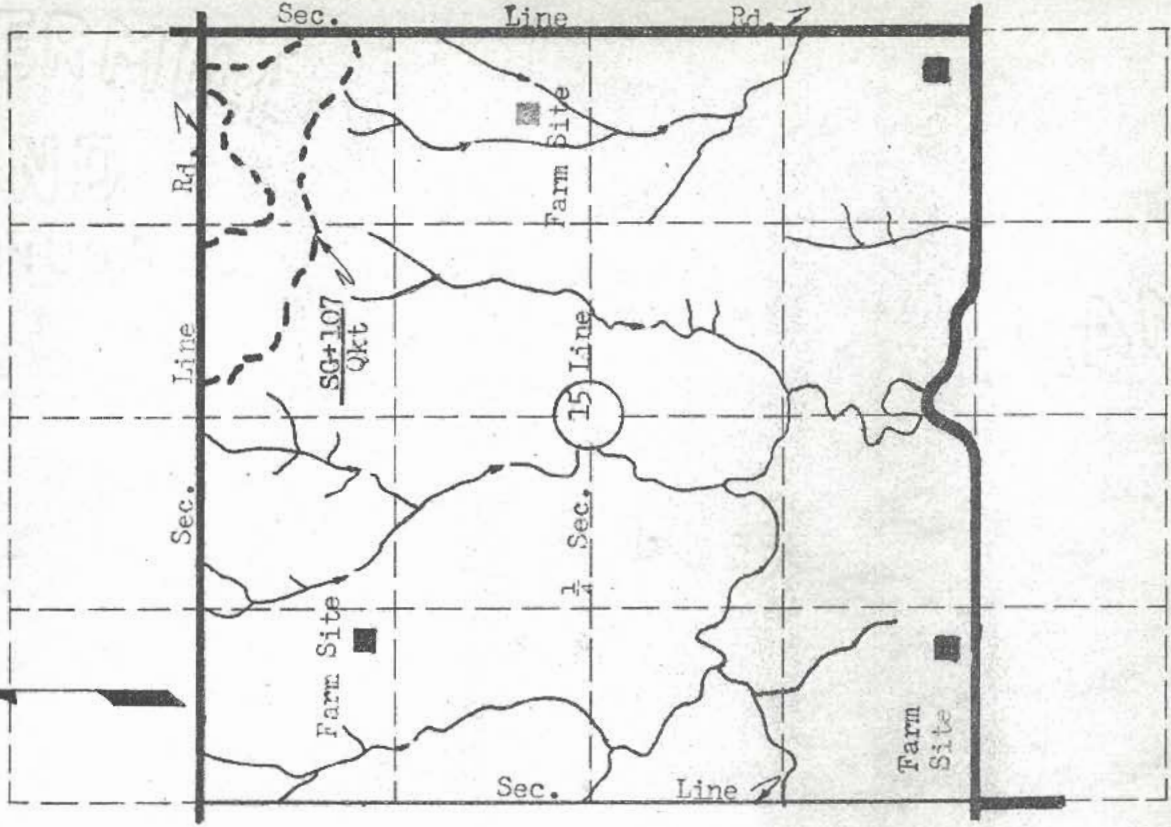 Sec. Line Rd.
Sec. Line Rd.
Farm Site
SG+107
Qkt
15
¼ Sec. Line
Farm Site
Farm
Site
Sec. Line